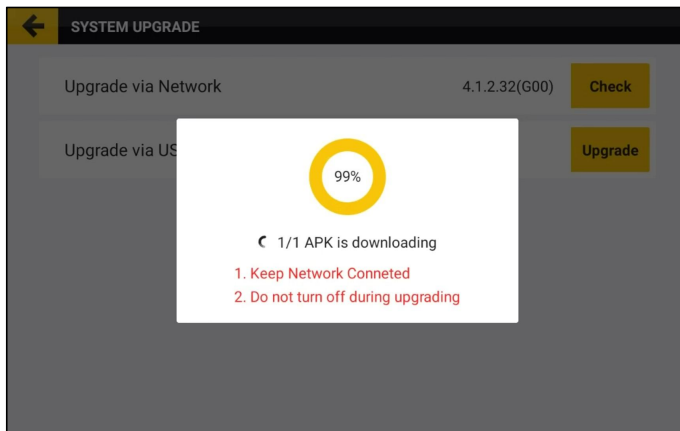 SYSTEM UPGRADE
Upgrade via Network 4.1.2.32(G00) Check
Upgrade via US Upgrade
99%
1/1 APK is downloading
1. Keep Network Conneted
2. Do not turn off during upgrading